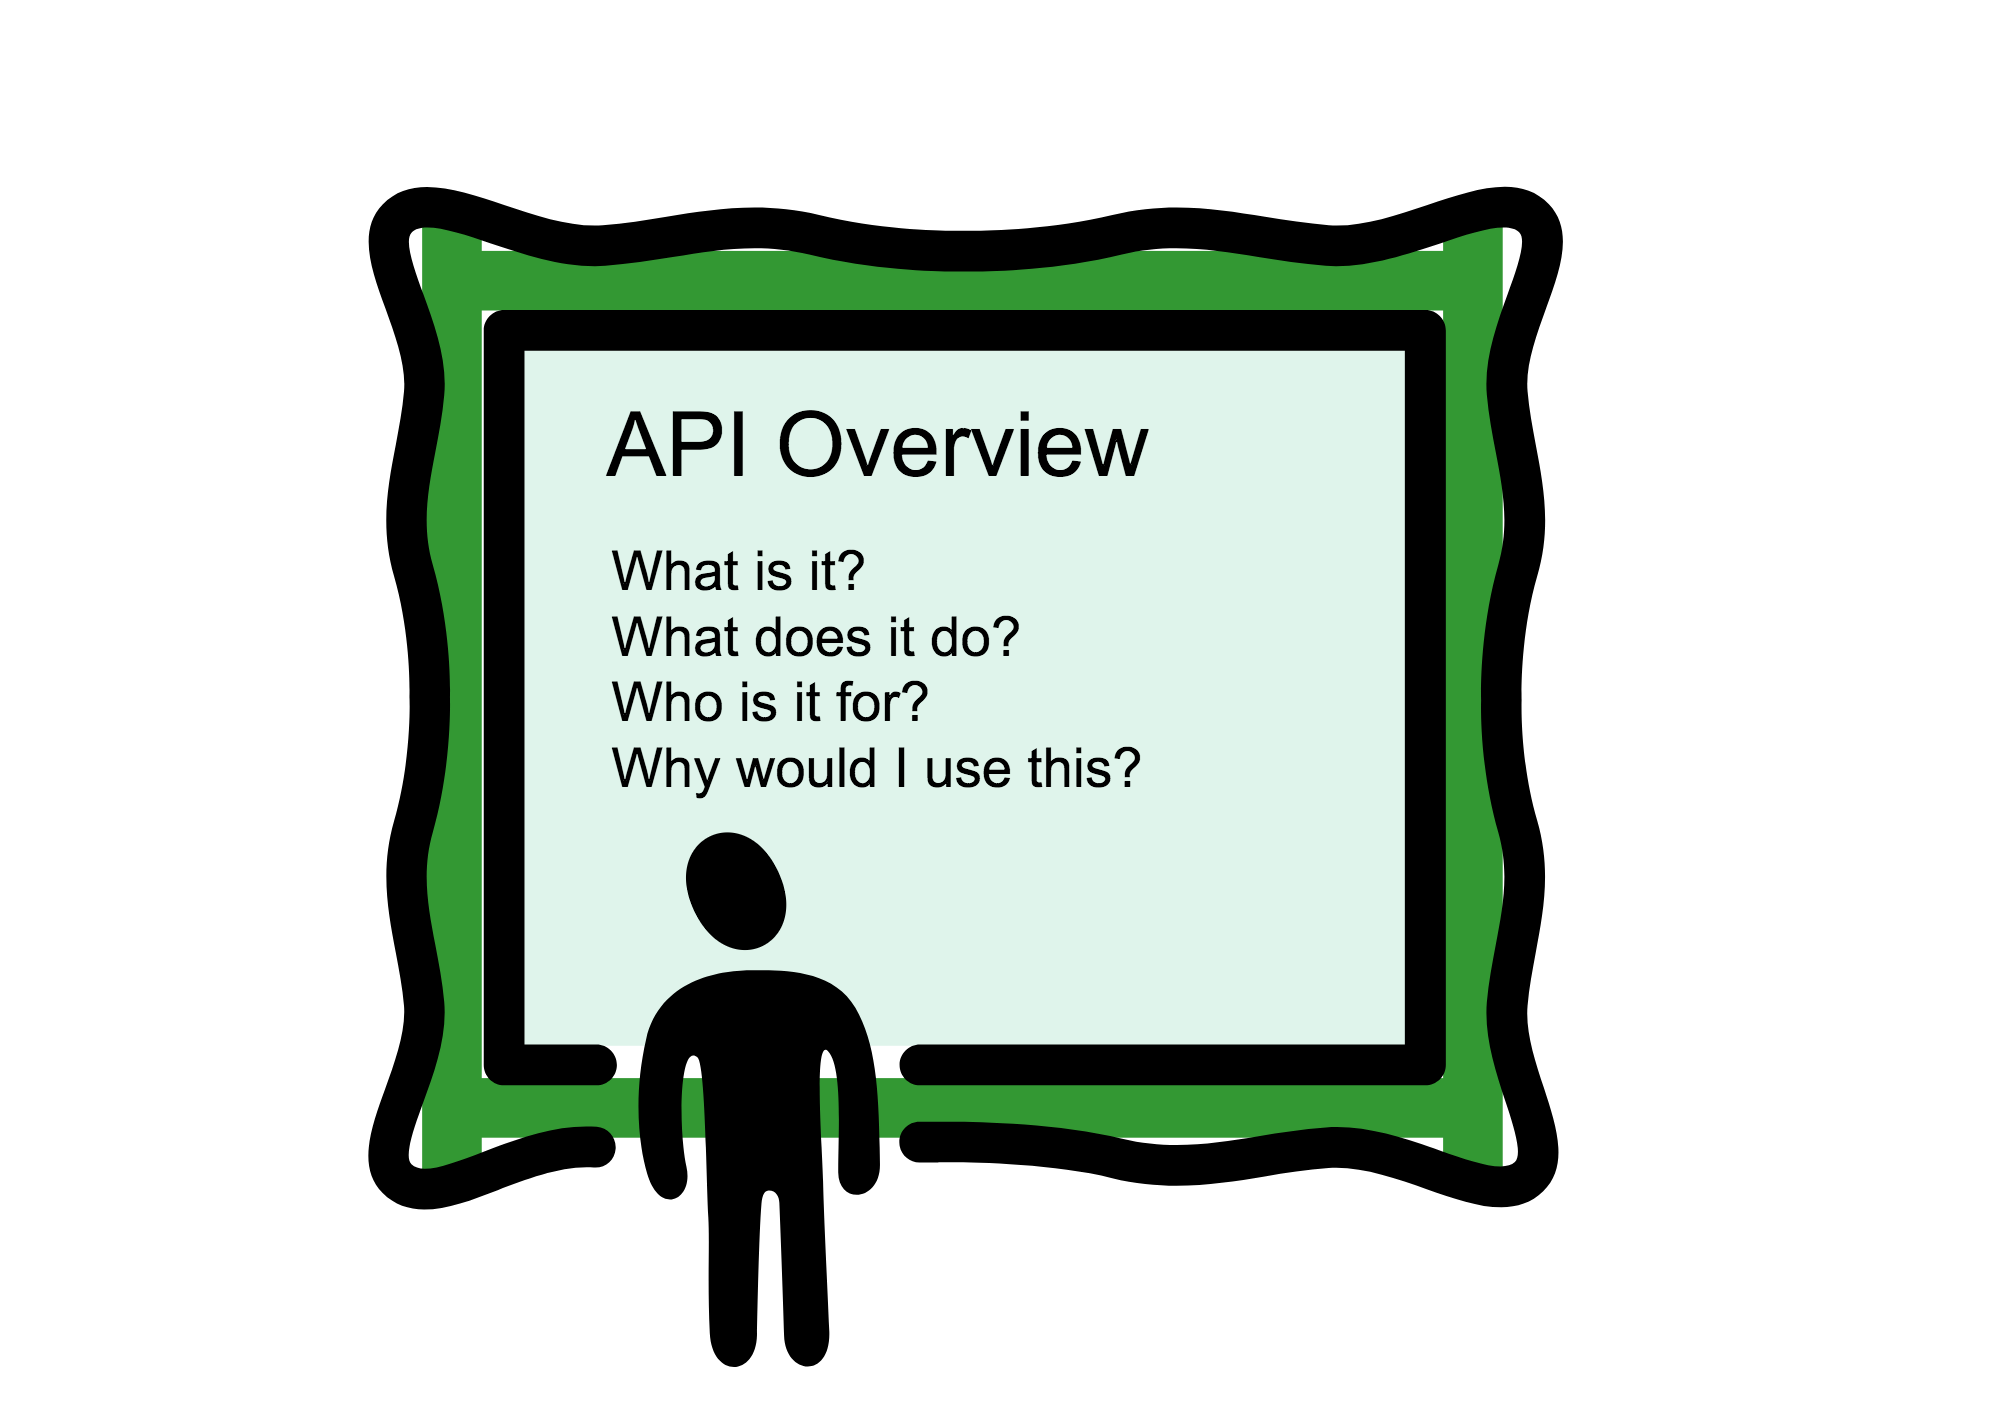 API Overview
What is it?
What does it do?
Who is it for?
Why would I use this?